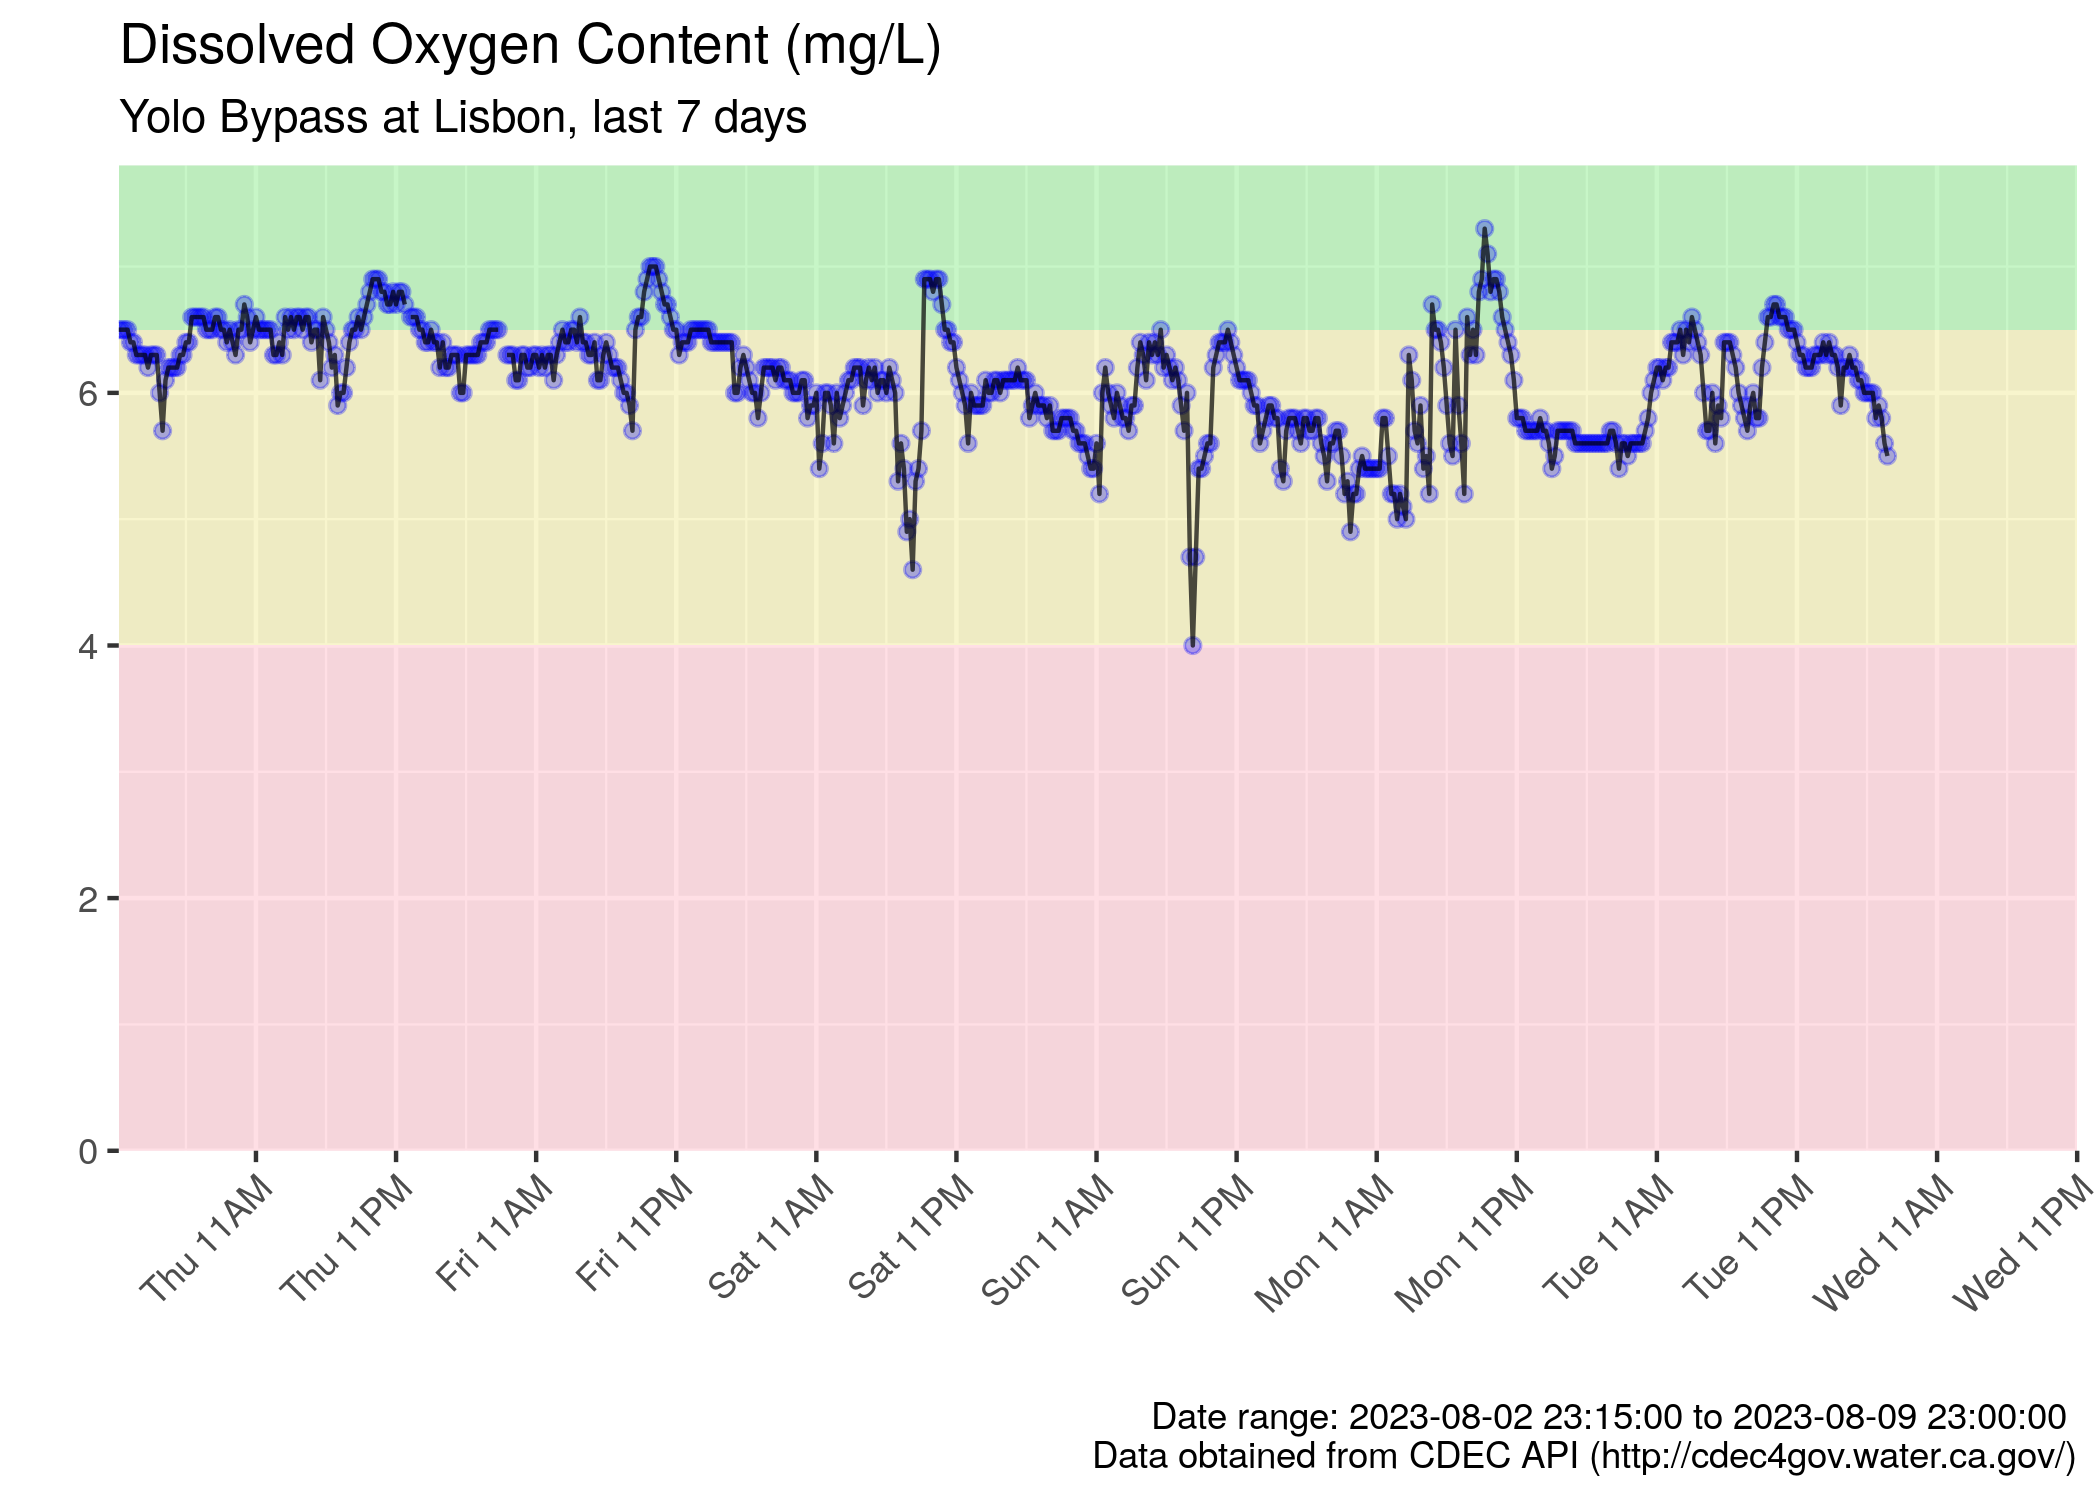 Dissolved Oxygen Content (mg/L)
Yolo Bypass at Lisbon, last 7 days
6
4
2
0
Thu 11AM
Thu 11PM
Fri 11AM
Fri 11PM
Sat 11AM
Sat 11PM
Sun 11AM
Sun 11PM
Mon 11AM
Mon 11PM
Tue 11AM
Tue 11PM
Wed 11AM
Wed 11PM
Date range: 2023-08-02 23:15:00 to 2023-08-09 23:00:00
Data obtained from CDEC API (http://cdec4gov.water.ca.gov/)